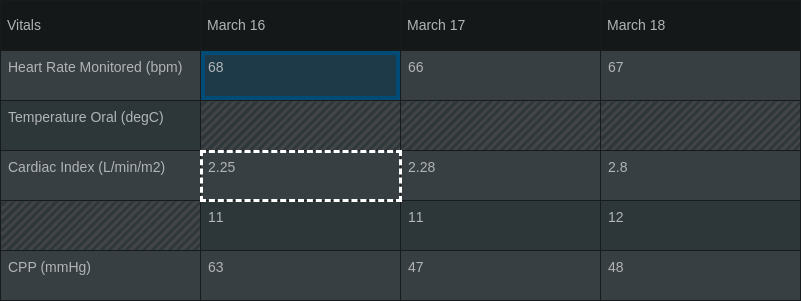 Vitals March 16 March 17 March 18
Heart Rate Monitored (bpm) 68 66 67
Temperature Oral (degC)
Cardiac Index (L/min/m2) 2.25 2.28 2.8
11 11 12
CPP (mmHg) 63 47 48